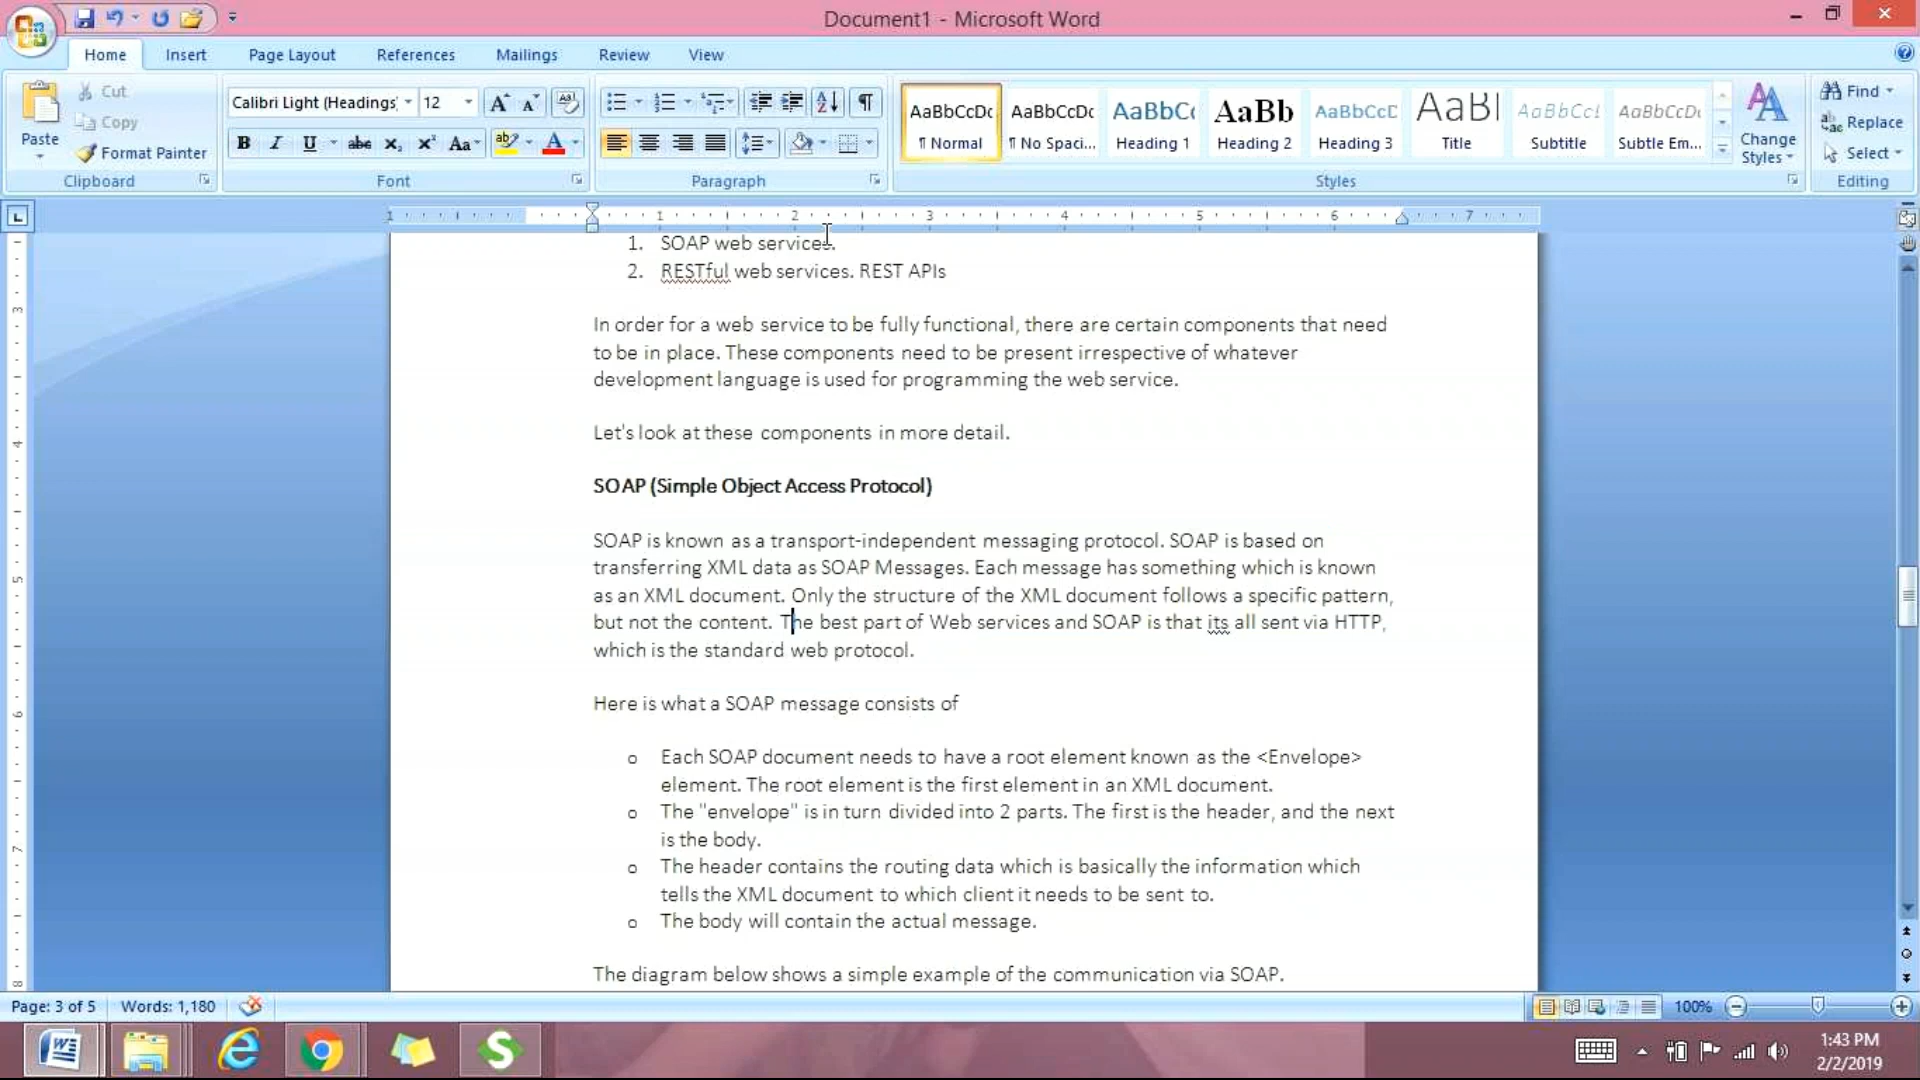 Document1 - Microsoft Word
Home Insert Page Layout References Mailings Review View
Cut
Copy
Format Painter
Paste
Clipboard
Calibri Light (Headings) 12
Font
Paragraph
AaBbCcDc AaBbCcDc AaBbCc AaBb AaBbCcD AaBl AaBbCcl AaBbCcDc
¶ Normal ¶ No Spaci... Heading 1 Heading 2 Heading 3 Title Subtitle Subtle Em...
Change
Styles
Styles
Find
Replace
Select
Editing
1 1 2 3 4 5 6 7
1. SOAP web services.
2. RESTful web services. REST APIs
In order for a web service to be fully functional, there are certain components that need
to be in place. These components need to be present irrespective of whatever
development language is used for programming the web service.
Let's look at these components in more detail.
SOAP (Simple Object Access Protocol)
SOAP is known as a transport-independent messaging protocol. SOAP is based on
transferring XML data as SOAP Messages. Each message has something which is known
as an XML document. Only the structure of the XML document follows a specific pattern,
but not the content. The best part of Web services and SOAP is that its all sent via HTTP,
which is the standard web protocol.
Here is what a SOAP message consists of
o Each SOAP document needs to have a root element known as the <Envelope>
element. The root element is the first element in an XML document.
o The "envelope" is in turn divided into 2 parts. The first is the header, and the next
is the body.
o The header contains the routing data which is basically the information which
tells the XML document to which client it needs to be sent to.
o The body will contain the actual message.
The diagram below shows a simple example of the communication via SOAP.
Page: 3 of 5 Words: 1,180 100%
1:43 PM
2/2/2019